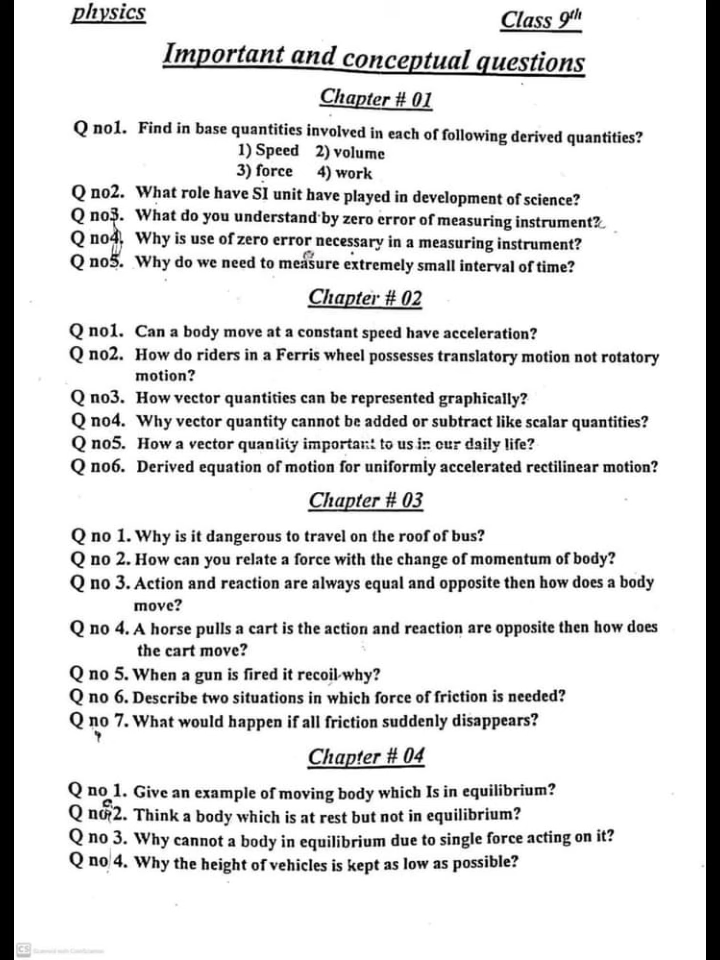 physics
Class 9th
Important and conceptual questions
Chapter # 01
Q no1. Find in base quantities involved in each of following derived quantities?
1) Speed 2) volume
3) force 4) work
Q no2. What role have SI unit have played in development of science?
Q no3. What do you understand by zero error of measuring instrument?
Q no4. Why is use of zero error necessary in a measuring instrument?
Q no5. Why do we need to measure extremely small interval of time?
Chapter # 02
Q no1. Can a body move at a constant speed have acceleration?
Q no2. How do riders in a Ferris wheel possesses translatory motion not rotatory
motion?
Q no3. How vector quantities can be represented graphically?
Q no4. Why vector quantity cannot be added or subtract like scalar quantities?
Q no5. How a vector quantity important to us in our daily life?
Q no6. Derived equation of motion for uniformly accelerated rectilinear motion?
Chapter # 03
Q no 1. Why is it dangerous to travel on the roof of bus?
Q no 2. How can you relate a force with the change of momentum of body?
Q no 3. Action and reaction are always equal and opposite then how does a body
move?
Q no 4. A horse pulls a cart is the action and reaction are opposite then how does
the cart move?
Q no 5. When a gun is fired it recoil why?
Q no 6. Describe two situations in which force of friction is needed?
Q no 7. What would happen if all friction suddenly disappears?
Chapter # 04
Q no 1. Give an example of moving body which Is in equilibrium?
Q no 2. Think a body which is at rest but not in equilibrium?
Q no 3. Why cannot a body in equilibrium due to single force acting on it?
Q no 4. Why the height of vehicles is kept as low as possible?
CS Scanned with CamScanner